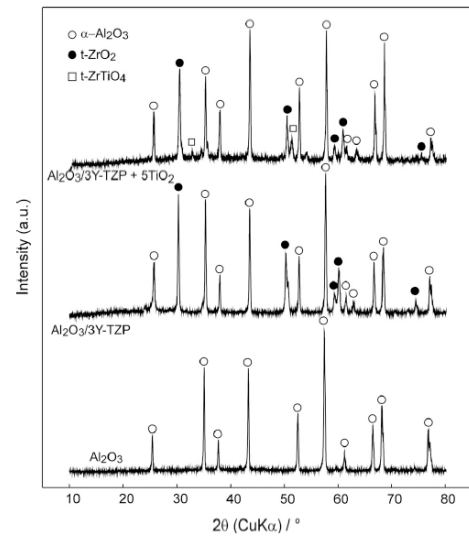 α–Al2O3
t-ZrO2
t-ZrTiO4
Al2O3/3Y-TZP + 5TiO2
Al2O3/3Y-TZP
Al2O3
Intensity (a.u.)
10 20 30 40 50 60 70 80
2θ (CuKα) / °